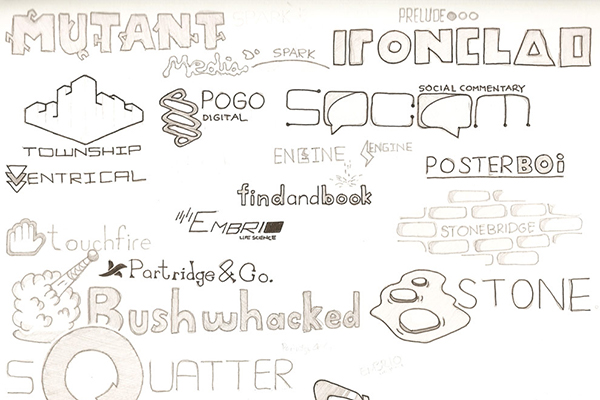 MUTANT
Media
SPARK
PRELUDE
IRONCLAD
TOWNSHIP
POGO
DIGITAL
SOCIAL COMMENTARY
SOCOM
ENGINE
ENGINE
POSTERBOi
VENTRICAL
findandbook
EMBRIO
LIFE SCIENCE
STONEBRIDGE
touchfire
Partridge & Co.
Bushwhacked
STONE
SQUATTER